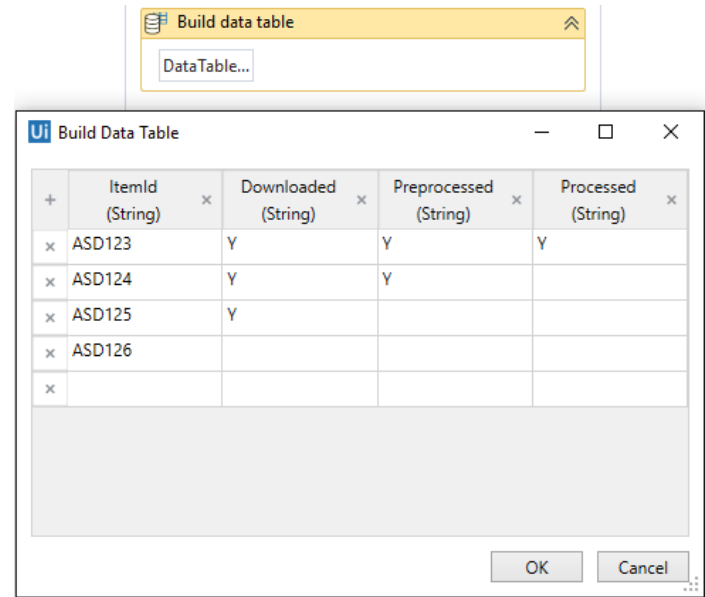 Build data table
DataTable...
Ui Build Data Table
+ ItemId (String) × Downloaded (String) × Preprocessed (String) × Processed (String) ×
× ASD123 Y Y Y
× ASD124 Y Y
× ASD125 Y
× ASD126
×
OK Cancel